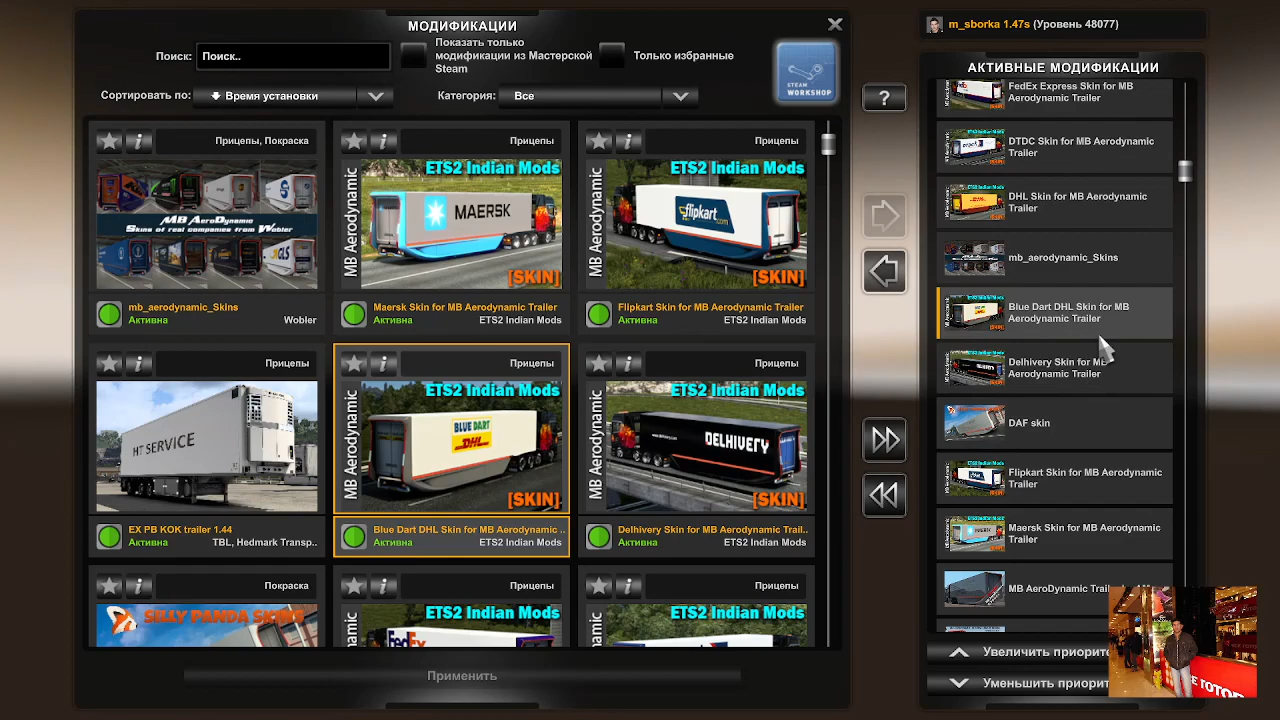 МОДИФИКАЦИИ
Поиск:
Поиск..
Показать только
модификации из Мастерской
Steam
Только избранные
STEAM
WORKSHOP
Сортировать по:
Время установки
Категория:
Все
Прицепы, Покраска
MB AeroDynamic
Skins of real companies from Wobler
GLS
mb_aerodynamic_Skins
Активна
Wobler
Прицепы
MB Aerodynamic
ETS2 Indian Mods
MAERSK
[SKIN]
Maersk Skin for MB Aerodynamic Trailer
Активна
ETS2 Indian Mods
Прицепы
MB Aerodynamic
ETS2 Indian Mods
flipkart.com
[SKIN]
Flipkart Skin for MB Aerodynamic Trailer
Активна
ETS2 Indian Mods
Прицепы
HT SERVICE
EX PB KOK trailer 1.44
Активна
TBL, Hedmark Transp..
Прицепы
MB Aerodynamic
ETS2 Indian Mods
BLUE DART
DHL
[SKIN]
Blue Dart DHL Skin for MB Aerodynamic ..
Активна
ETS2 Indian Mods
Прицепы
MB Aerodynamic
ETS2 Indian Mods
DELHIVERY
[SKIN]
Delhivery Skin for MB Aerodynamic Trail..
Активна
ETS2 Indian Mods
Покраска
SILLY PANDA SKINS
Прицепы
ETS2 Indian Mods
FedEx
Прицепы
ETS2 Indian Mods
Применить
?
m_sborka 1.47s (Уровень 48077)
АКТИВНЫЕ МОДИФИКАЦИИ
FedEx Express Skin for MB
Aerodynamic Trailer
DTDC Skin for MB Aerodynamic
Trailer
DHL Skin for MB Aerodynamic
Trailer
mb_aerodynamic_Skins
Blue Dart DHL Skin for MB
Aerodynamic Trailer
Delhivery Skin for MB
Aerodynamic Trailer
DAF skin
Flipkart Skin for MB Aerodynamic
Trailer
Maersk Skin for MB Aerodynamic
Trailer
MB AeroDynamic Trailer
Увеличить приорите
Уменьшить приорит